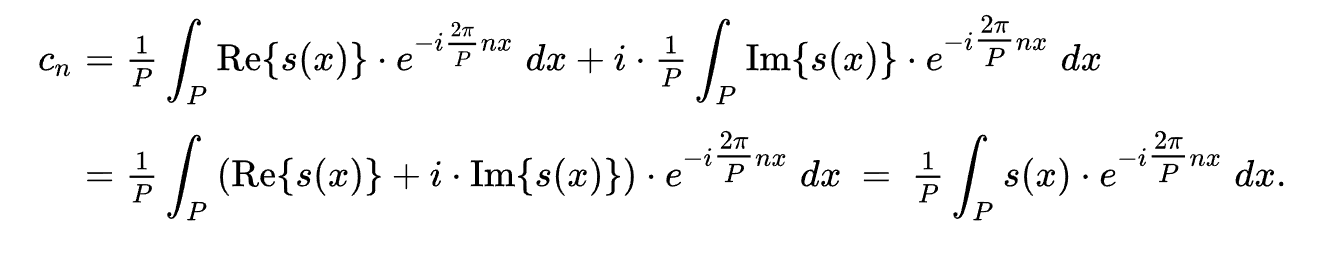 $c_n = \frac{1}{P} \int_P \operatorname{Re}\{s(x)\} \cdot e^{-i \frac{2\pi}{P} nx} \, dx + i \cdot \frac{1}{P} \int_P \operatorname{Im}\{s(x)\} \cdot e^{-i \frac{2\pi}{P} nx} \, dx$
$= \frac{1}{P} \int_P (\operatorname{Re}\{s(x)\} + i \cdot \operatorname{Im}\{s(x)\}) \cdot e^{-i \frac{2\pi}{P} nx} \, dx \; = \; \frac{1}{P} \int_P s(x) \cdot e^{-i \frac{2\pi}{P} nx} \, dx.$